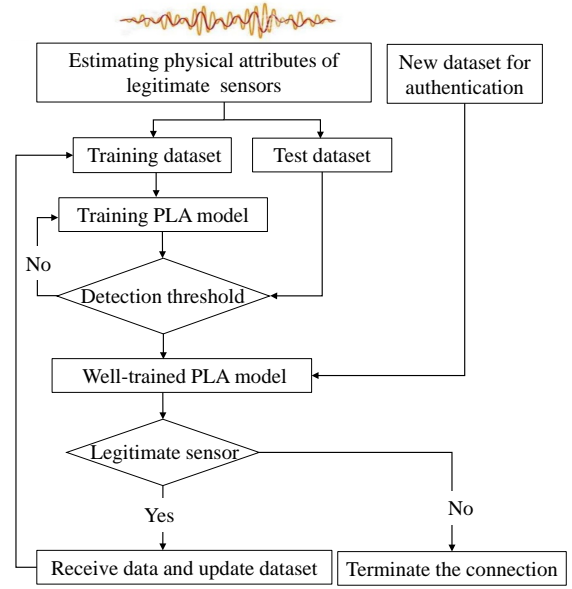 Estimating physical attributes of
legitimate sensors
New dataset for
authentication
Training dataset
Test dataset
Training PLA model
No
Detection threshold
Well-trained PLA model
Legitimate sensor
Yes
No
Receive data and update dataset
Terminate the connection